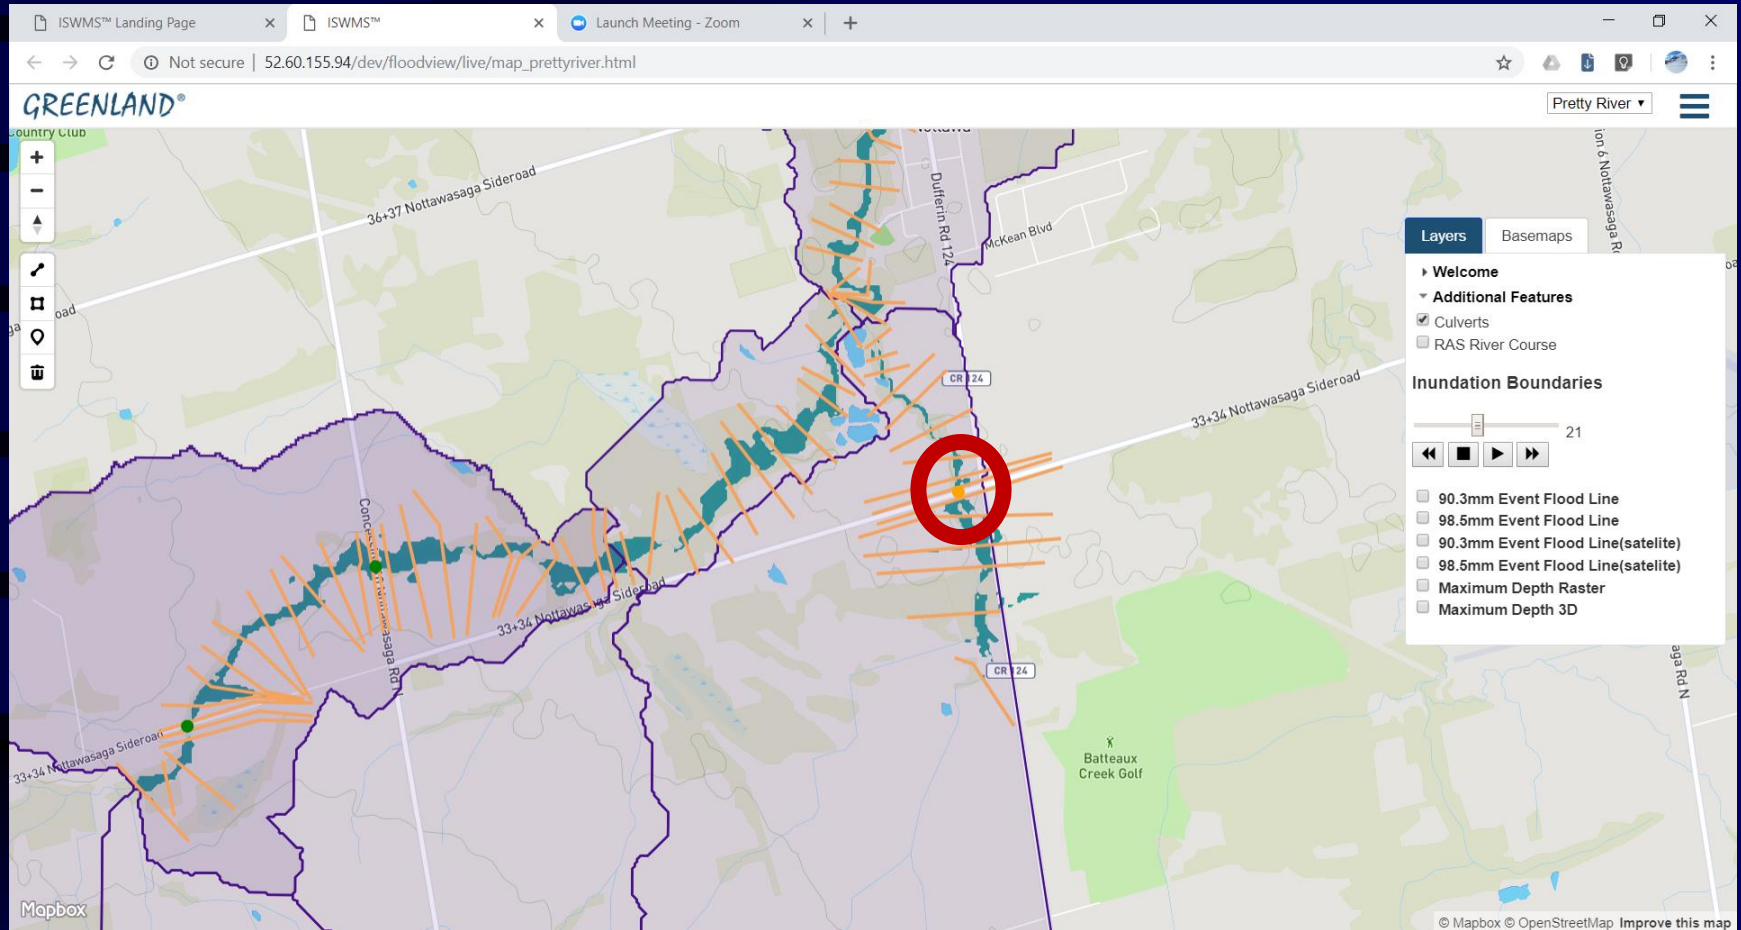 ISWMS™ Landing Page
ISWMS™
Launch Meeting - Zoom
Not secure | 52.60.155.94/dev/floodview/live/map_prettyriver.html
GREENLAND®
Pretty River
Country Club
36+37 Nottawasaga Sideroad
Dufferin Rd 124
McKean Blvd
ion 6 Nottawasaga R
Layers
Basemaps
Welcome
Additional Features
Culverts
RAS River Course
Inundation Boundaries
21
90.3mm Event Flood Line
98.5mm Event Flood Line
90.3mm Event Flood Line(satelite)
98.5mm Event Flood Line(satelite)
Maximum Depth Raster
Maximum Depth 3D
oad
CR 124
33+34 Nottawasaga Sideroad
33+34 Nottawasaga Sideroad
CR 124
aga Rd N
33+34 Nottawasaga Sideroad
Batteaux
Creek Golf
Mapbox
© Mapbox © OpenStreetMap Improve this map